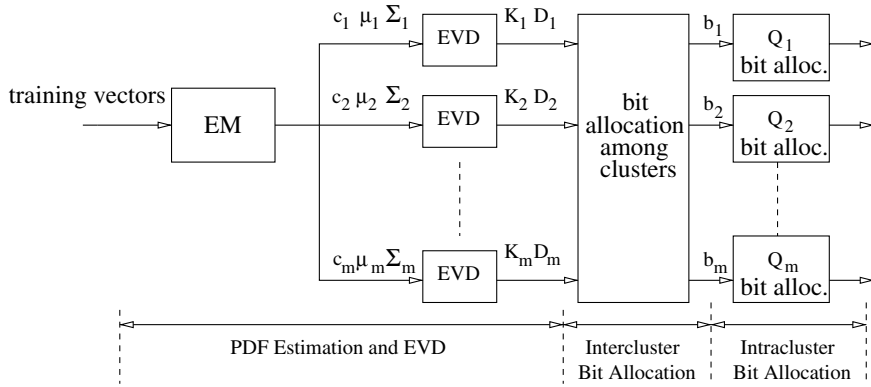 c1 μ1 Σ1
EVD
K1 D1
b1
Q1
bit alloc.
training vectors
EM
c2 μ2 Σ2
EVD
K2 D2
bit
allocation
among
clusters
b2
Q2
bit alloc.
cm μm Σm
EVD
Km Dm
bm
Qm
bit alloc.
PDF Estimation and EVD
Intercluster
Bit Allocation
Intracluster
Bit Allocation